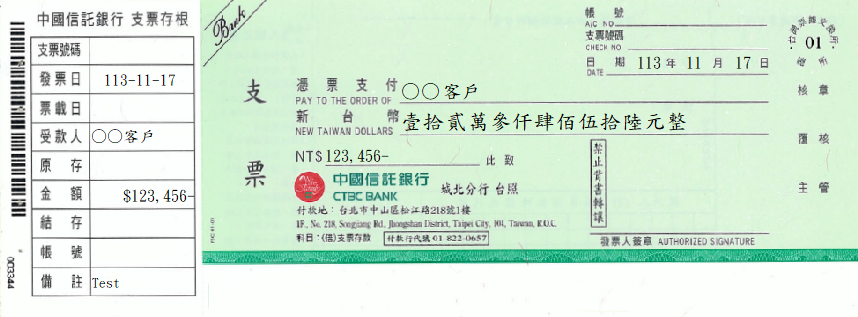 中國信託銀行 支票存根
支票號碼
發票日 113-11-17
票載日
受款人 〇〇客戶
原存
金額 $123,456-
結存
帳號
備註 Test
003344
Bank
支票
帳號
A/C NO.
支票號碼
CHECK NO.
日期 113 年 11 月 17 日
DATE
01
憑票支付 〇〇客戶
PAY TO THE ORDER OF
新台幣 壹拾貳萬參仟肆佰伍拾陸元整
NEW TAIWAN DOLLARS
NT$ 123,456- 此致
中國信託銀行 城北分行 台照
CTBC BANK
付款地：台北市中山區松江路218號1樓
1F., No. 218, Songjiang Rd., Jhongshan District, Taipei City, 104, Taiwan, R.O.C.
科目：(借)支票存款 付款行代號 01-822-0657
禁止背書轉讓
發票人簽章 AUTHORIZED SIGNATURE
核章
覆核
主管